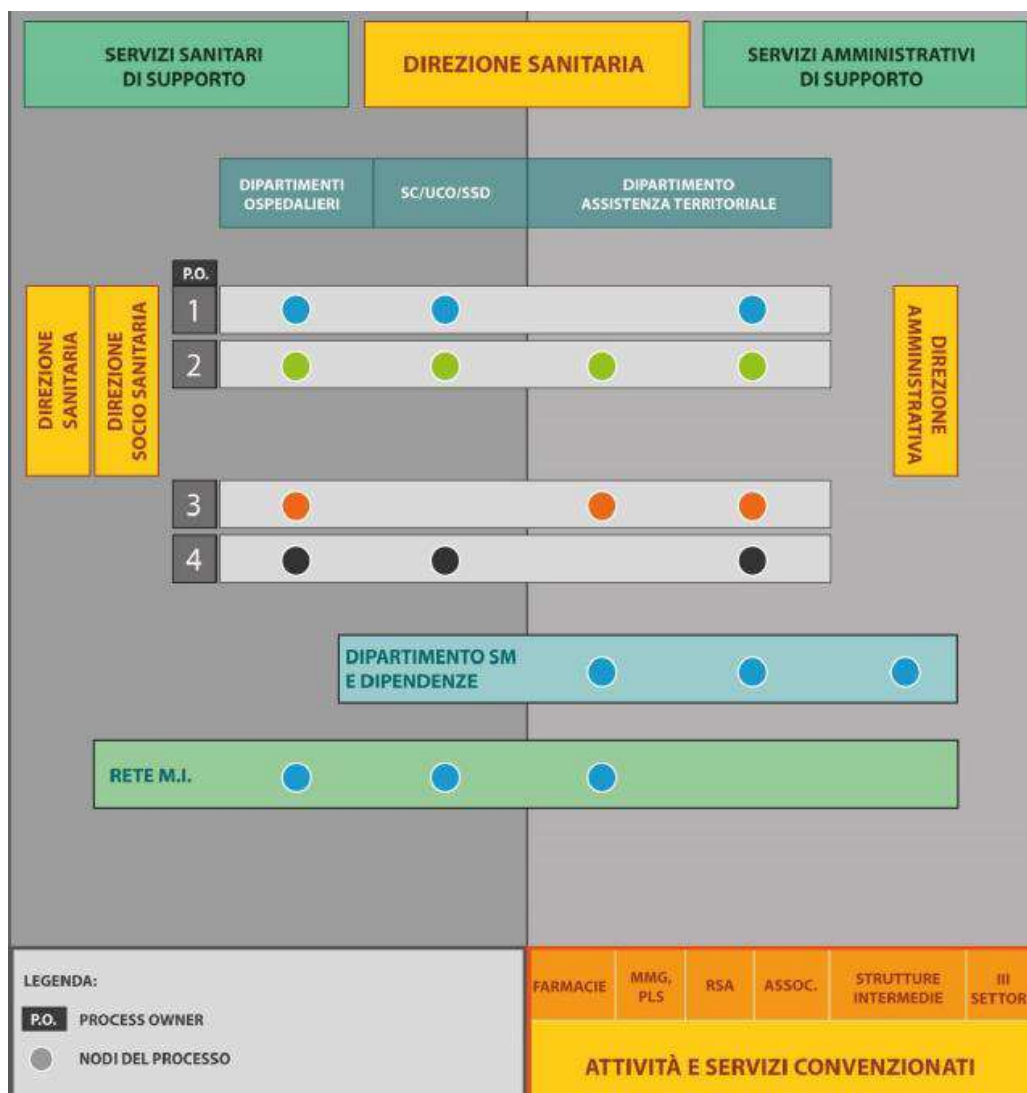 SERVIZI SANITARI
DI SUPPORTO
DIREZIONE SANITARIA
SERVIZI AMMINISTRATIVI
DI SUPPORTO
DIPARTIMENTI
OSPEDALIERI
SC/UCO/SSD
DIPARTIMENTO
ASSISTENZA TERRITORIALE
P.O.
1
2
3
4
DIREZIONE
SANITARIA
DIREZIONE
SOCIO SANITARIA
DIREZIONE
AMMINISTRATIVA
DIPARTIMENTO SM
E DIPENDENZE
RETE M.I.
LEGENDA:
P.O. PROCESS OWNER
NODI DEL PROCESSO
FARMACIE
MMG,
PLS
RSA
ASSOC.
STRUTTURE
INTERMEDIE
III
SETTOR
ATTIVITÀ E SERVIZI CONVENZIONATI